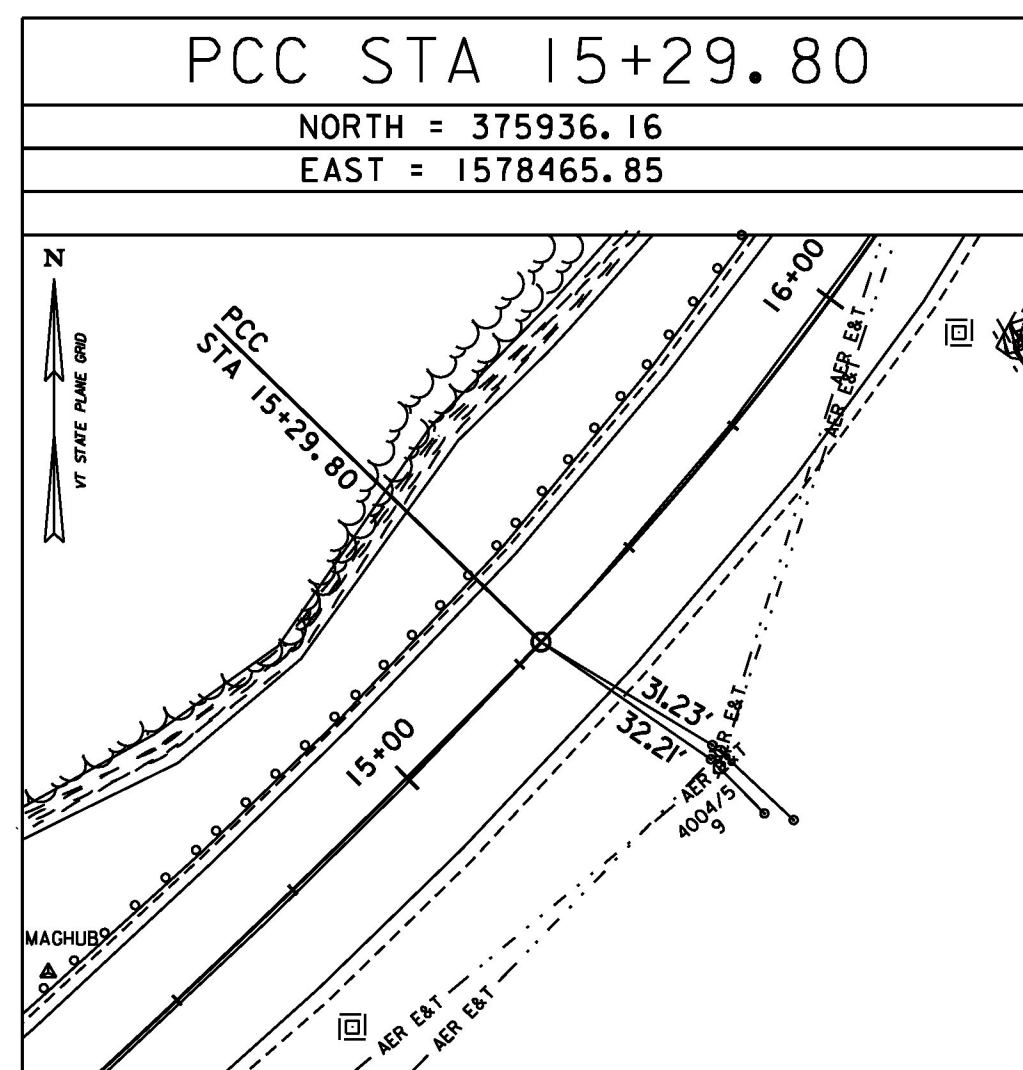 PCC STA 15+29.80
NORTH = 375936.16
EAST = 1578465.85
N
VT STATE PLANE GRID
PCC
STA 15+29.80
16+00
AER E&T
AER E&T
31.23'
32.21'
15+00
AER E&T
AER E&T
4004/5
9
MAGHUB
AER E&T
AER E&T